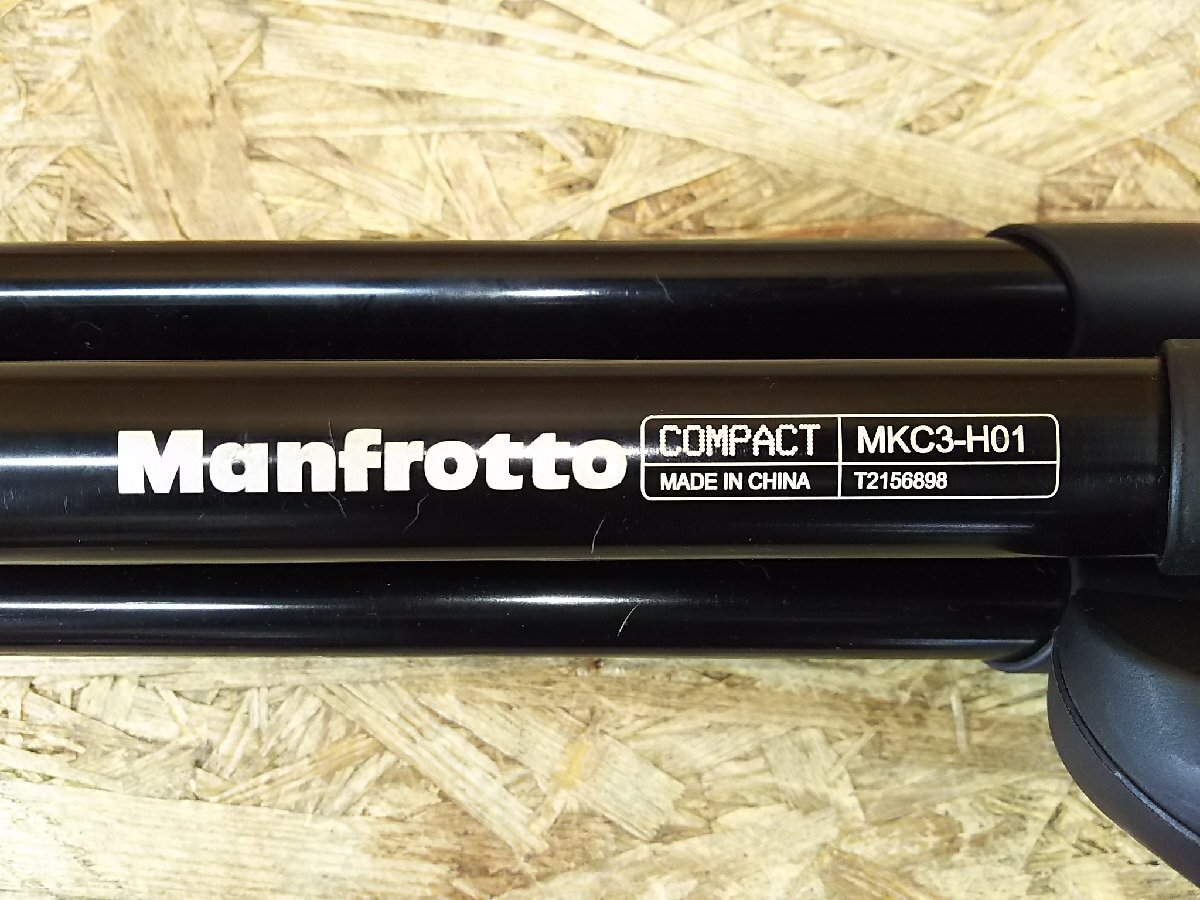 Manfrotto
COMPACT MKC3-H01
MADE IN CHINA T2156898